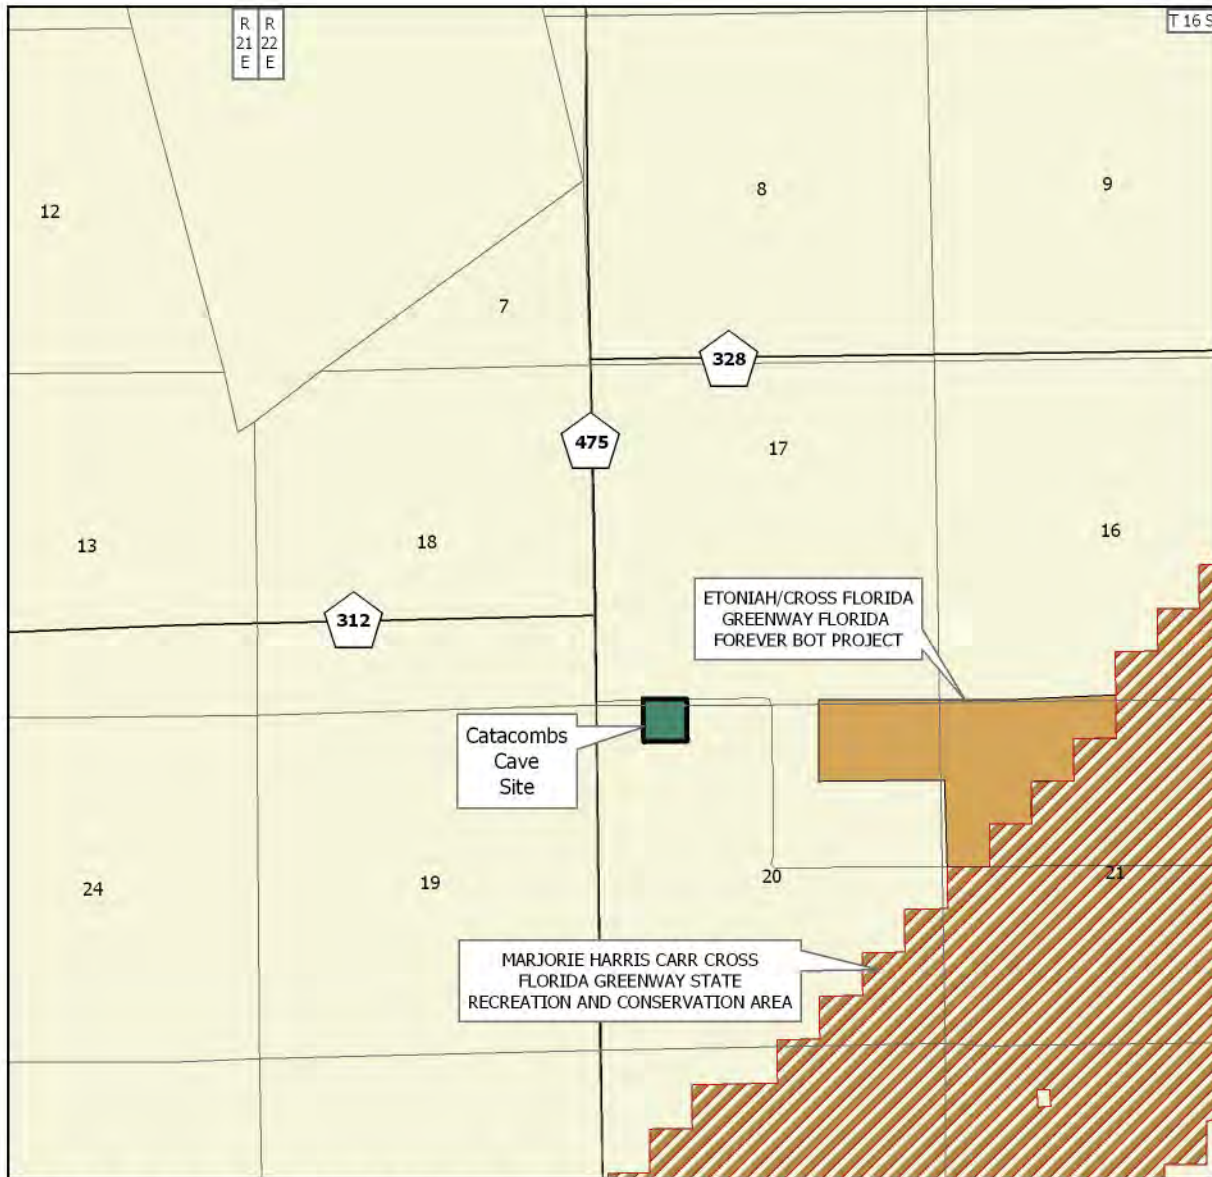 R R
21 22
E E
T 16 S
12
8
9
7
328
475
17
13
18
16
312
ETONIAH/CROSS FLORIDA
GREENWAY FLORIDA
FOREVER BOT PROJECT
Catacombs
Cave
Site
24
19
20
21
MARJORIE HARRIS CARR CROSS
FLORIDA GREENWAY STATE
RECREATION AND CONSERVATION AREA